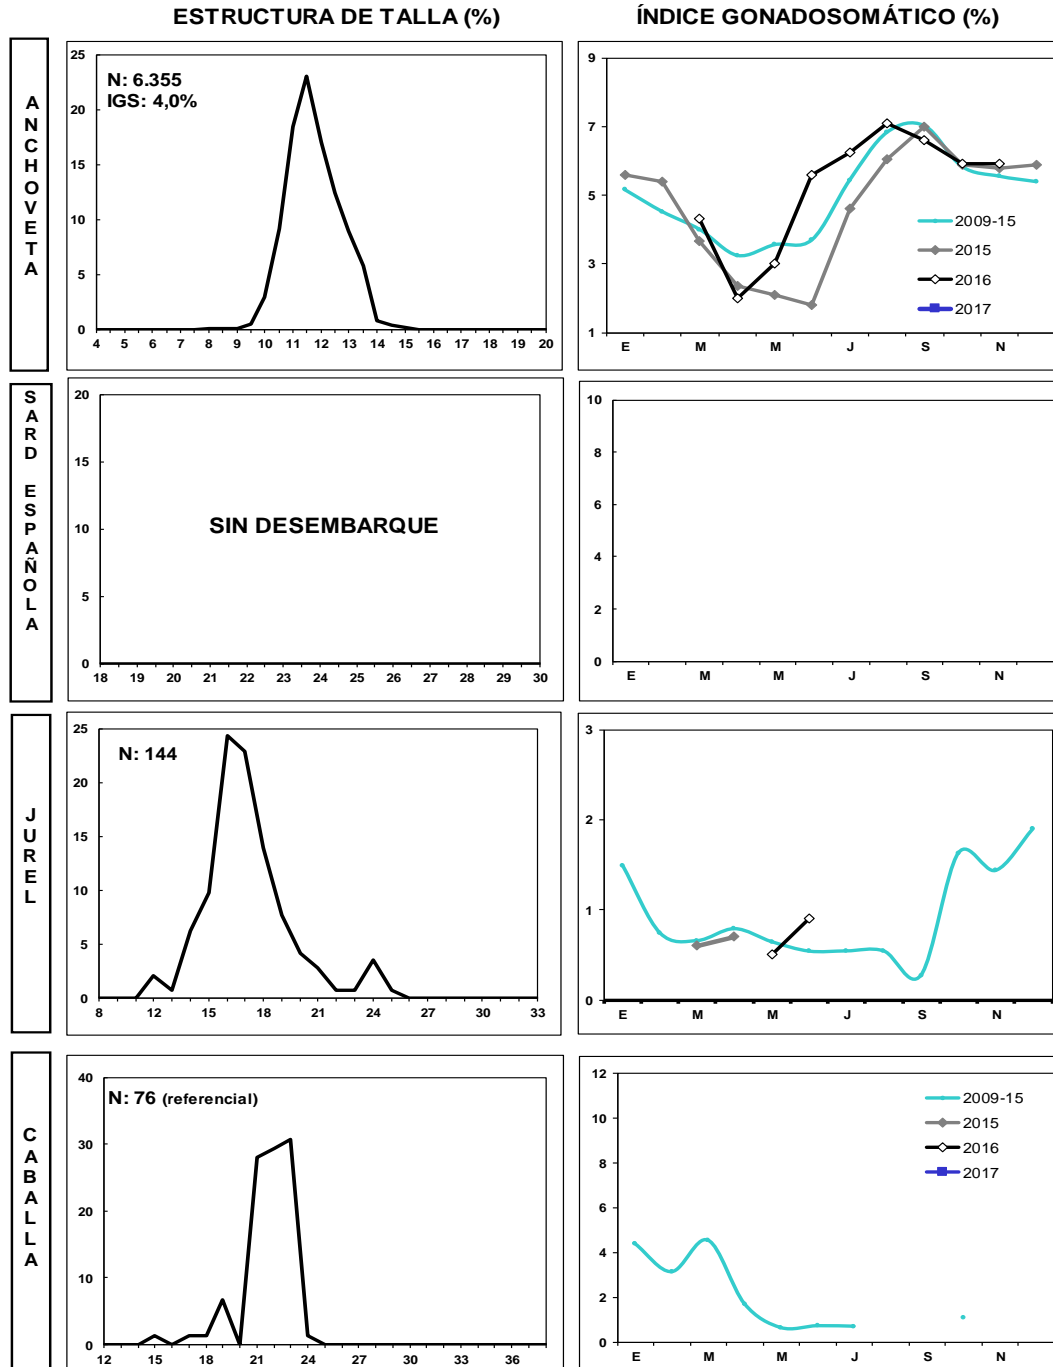 ESTRUCTURA DE TALLA (%)
ÍNDICE GONADOSOMÁTICO (%)
ANCHOVETA
N: 6.355
IGS: 4,0%
25
20
15
10
5
0
4 5 6 7 8 9 10 11 12 13 14 15 16 17 18 19 20
9
7
5
3
1
2009-15
2015
2016
2017
E M M J S N
SARD ESPAÑOLA
20
15
10
5
0
SIN DESEMBARQUE
18 19 20 21 22 23 24 25 26 27 28 29 30
10
8
6
4
2
0
E M M J S N
JUREL
N: 144
25
20
15
10
5
0
8 12 15 18 21 24 27 30 33
3
2
1
0
E M M J S N
CABALLA
N: 76 (referencial)
40
30
20
10
0
12 15 18 21 24 27 30 33 36
12
10
8
6
4
2
0
2009-15
2015
2016
2017
E M M J S N